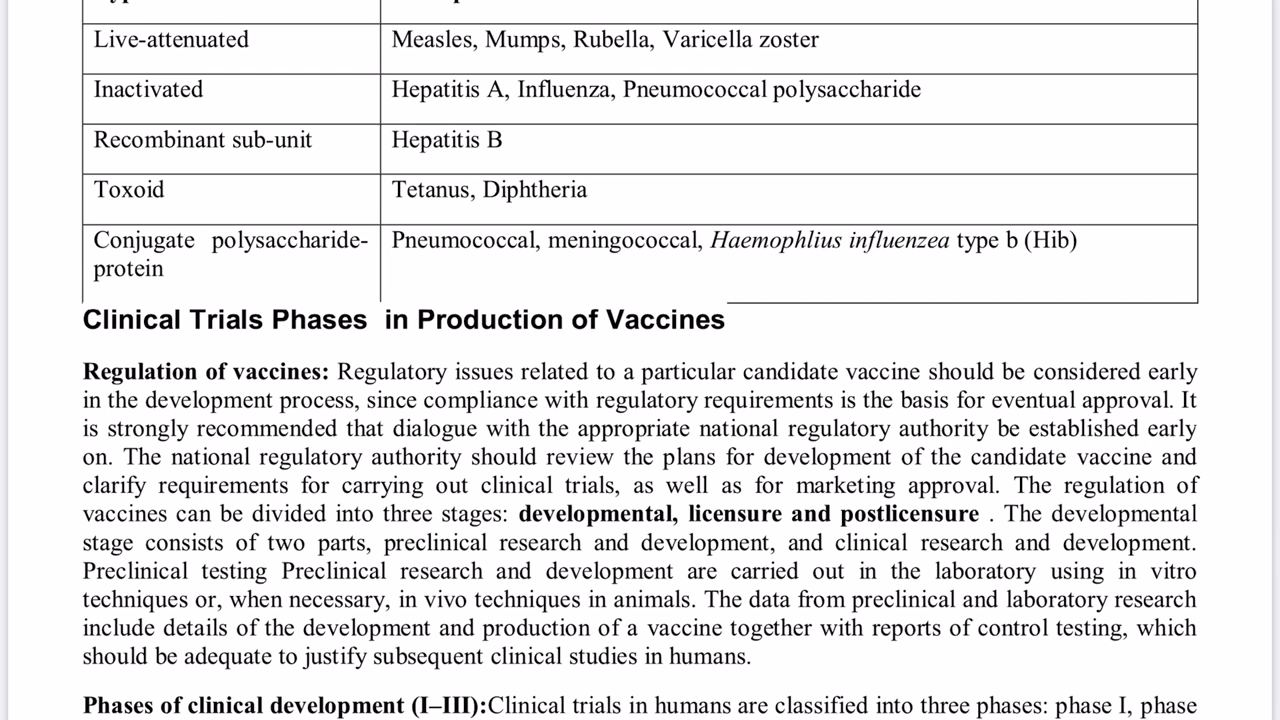 Live-attenuated Measles, Mumps, Rubella, Varicella zoster
Inactivated Hepatitis A, Influenza, Pneumococcal polysaccharide
Recombinant sub-unit Hepatitis B
Toxoid Tetanus, Diphtheria
Conjugate polysaccharide- Pneumococcal, meningococcal, Haemophlius influenzea type b (Hib)
protein
Clinical Trials Phases in Production of Vaccines
Regulation of vaccines: Regulatory issues related to a particular candidate vaccine should be considered early
in the development process, since compliance with regulatory requirements is the basis for eventual approval. It
is strongly recommended that dialogue with the appropriate national regulatory authority be established early
on. The national regulatory authority should review the plans for development of the candidate vaccine and
clarify requirements for carrying out clinical trials, as well as for marketing approval. The regulation of
vaccines can be divided into three stages: developmental, licensure and postlicensure . The developmental
stage consists of two parts, preclinical research and development, and clinical research and development.
Preclinical testing Preclinical research and development are carried out in the laboratory using in vitro
techniques or, when necessary, in vivo techniques in animals. The data from preclinical and laboratory research
include details of the development and production of a vaccine together with reports of control testing, which
should be adequate to justify subsequent clinical studies in humans.
Phases of clinical development (I–III):Clinical trials in humans are classified into three phases: phase I, phase